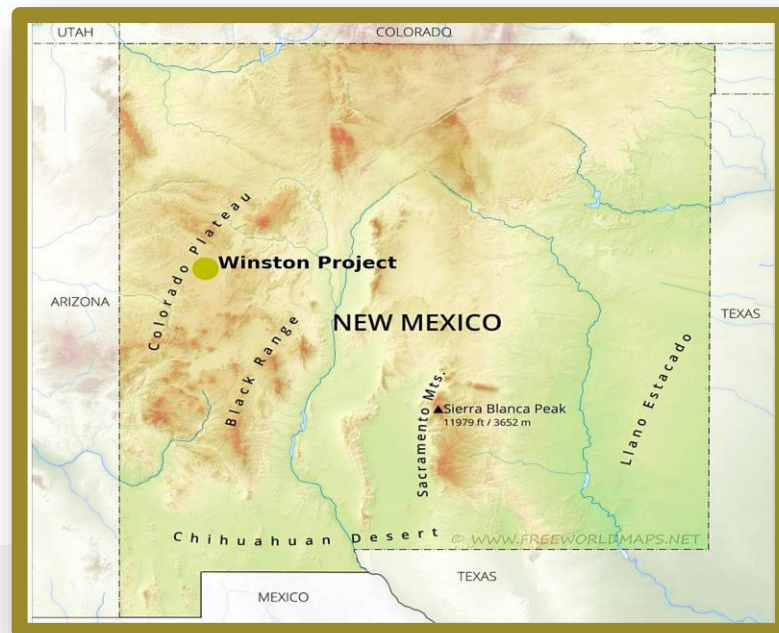 UTAH
COLORADO
Colorado Plateau
Winston Project
ARIZONA
TEXAS
NEW MEXICO
Black Range
Llano Estacado
Sacramento Mts.
Sierra Blanca Peak
11979 ft / 3652 m
Chihuahuan Desert
© WWW.FREEWORLDMAPS.NET
TEXAS
MEXICO